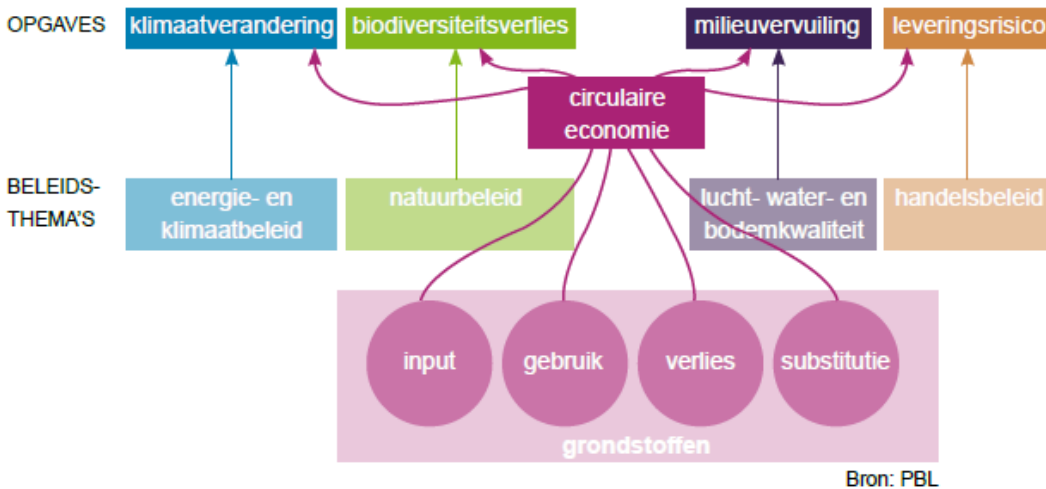 OPGAVES
klimaatverandering
biodiversiteitsverlies
milieuvervuiling
leveringsrisico
circulaire
economie
BELEIDS-
THEMA'S
energie- en
klimaatbeleid
natuurbeleid
lucht- water- en
bodemkwaliteit
handelsbeleid
input
gebruik
verlies
substitutie
grondstoffen
Bron: PBL